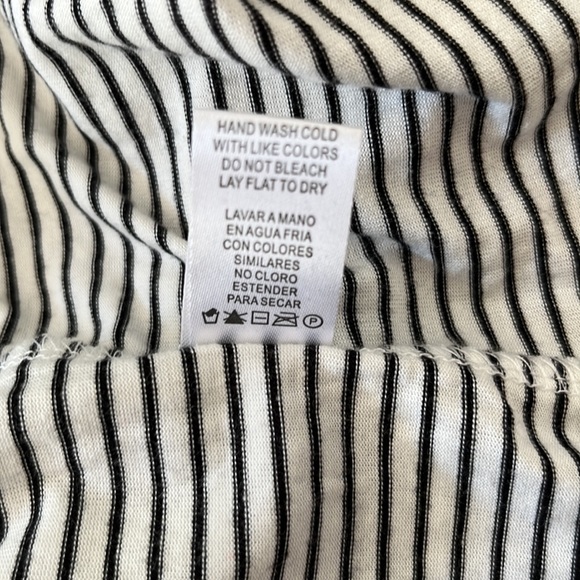 HAND WASH COLD
WITH LIKE COLORS
DO NOT BLEACH
LAY FLAT TO DRY
LAVAR A MANO
EN AGUA FRIA
CON COLORES
SIMILARES
NO CLORO
ESTENDER
PARA SECAR
P